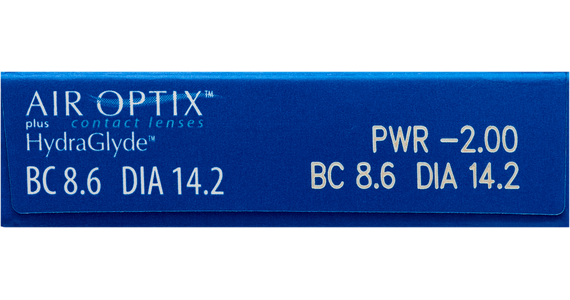 AIR OPTIX™
plus contact lenses
HydraGlyde™
BC 8.6 DIA 14.2
PWR -2.00
BC 8.6 DIA 14.2